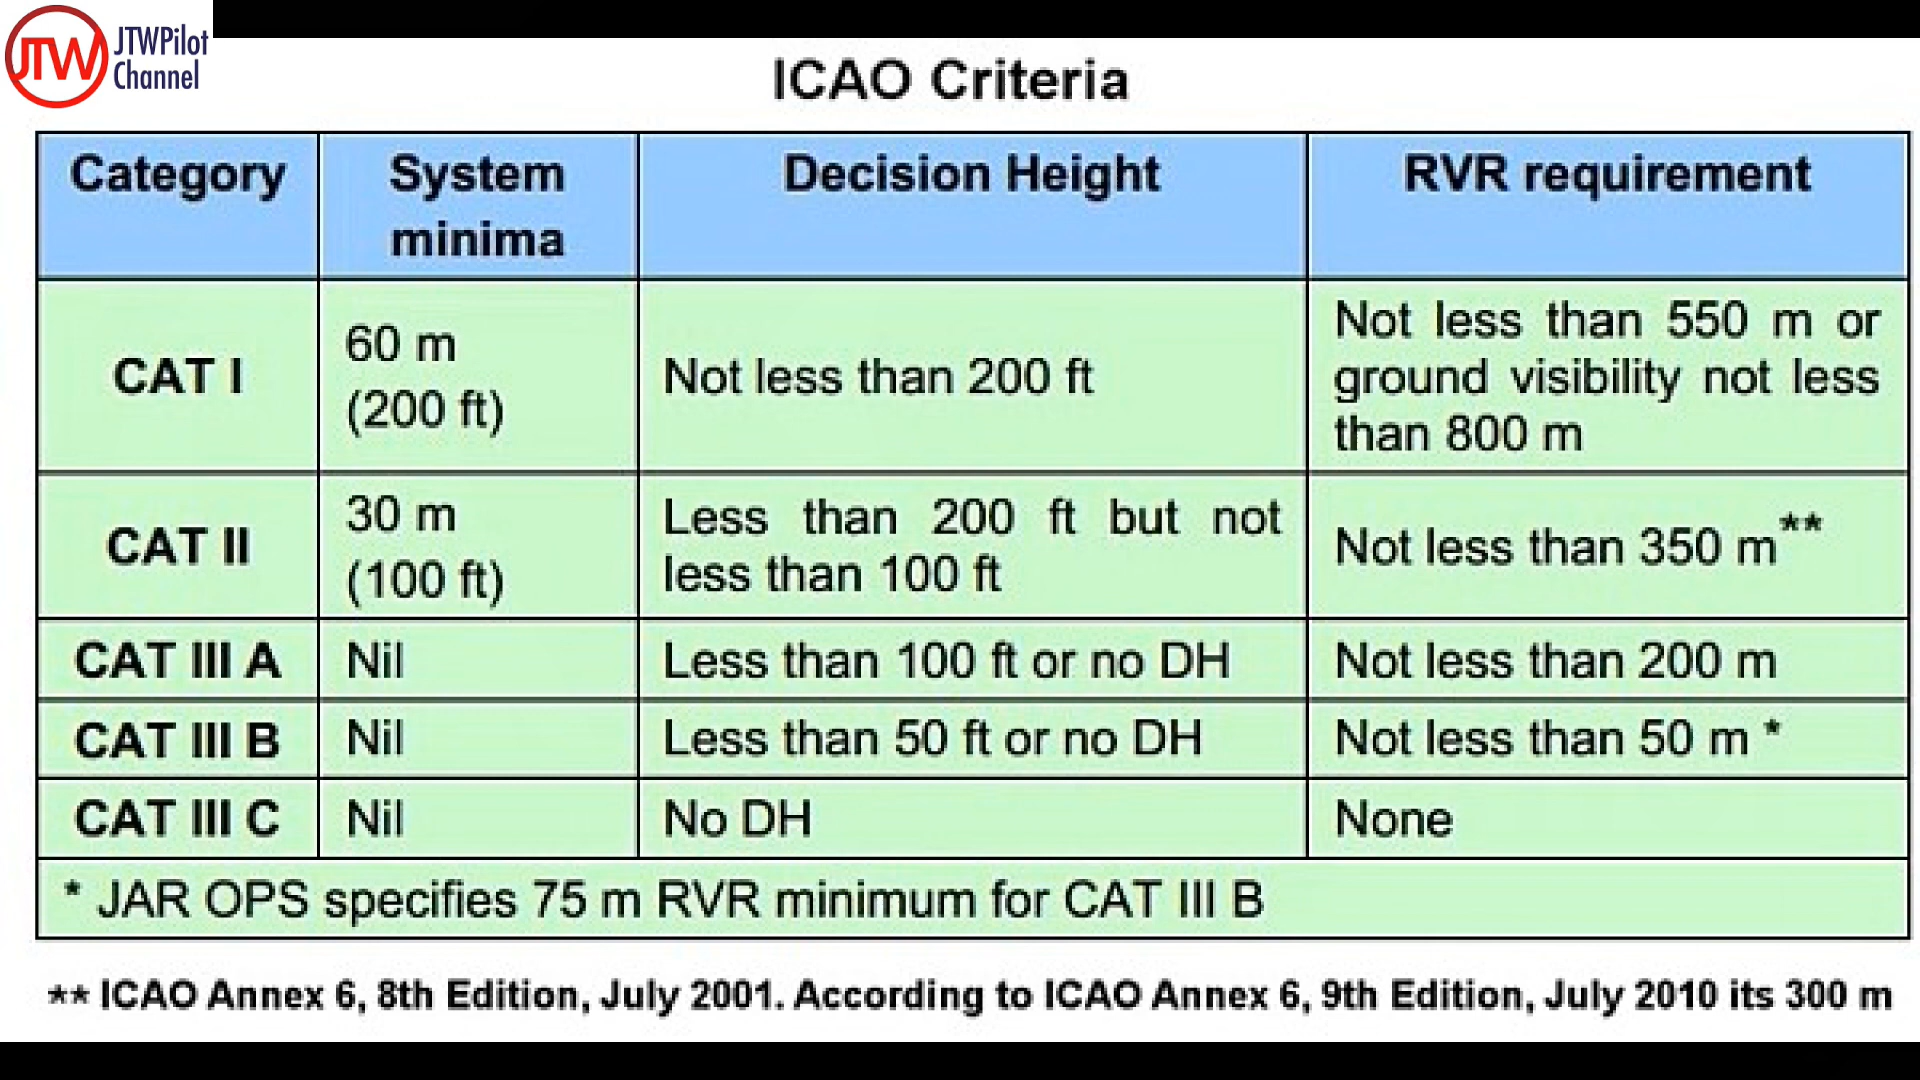 JTW JTWPilot
Channel
ICAO Criteria
Category System minima Decision Height RVR requirement
CAT I 60 m (200 ft) Not less than 200 ft Not less than 550 m or ground visibility not less than 800 m
CAT II 30 m (100 ft) Less than 200 ft but not less than 100 ft Not less than 350 m**
CAT III A Nil Less than 100 ft or no DH Not less than 200 m
CAT III B Nil Less than 50 ft or no DH Not less than 50 m *
CAT III C Nil No DH None
* JAR OPS specifies 75 m RVR minimum for CAT III B
** ICAO Annex 6, 8th Edition, July 2001. According to ICAO Annex 6, 9th Edition, July 2010 its 300 m